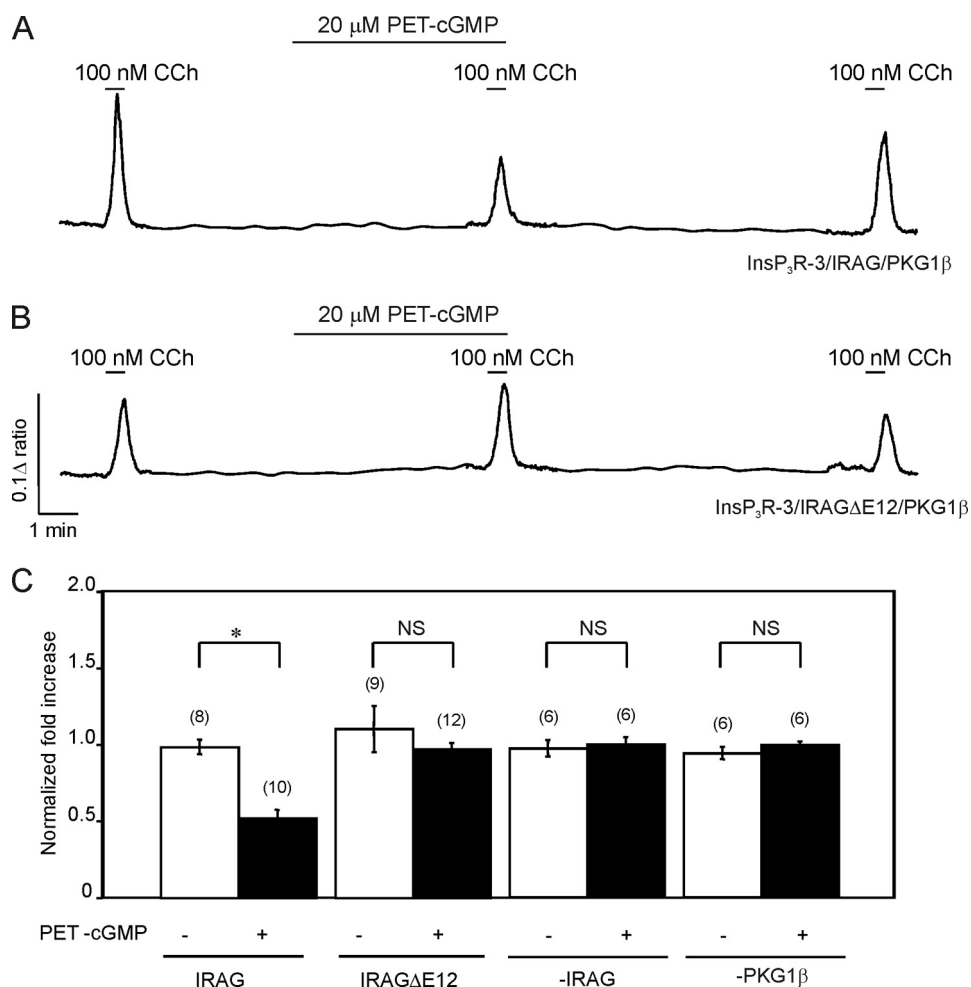 A
20 μM PET-cGMP
100 nM CCh 100 nM CCh 100 nM CCh
InsP₃R-3/IRAG/PKG1β
B
20 μM PET-cGMP
100 nM CCh 100 nM CCh 100 nM CCh
0.1Δ ratio
1 min
InsP₃R-3/IRAGΔE12/PKG1β
C
Normalized fold increase
2.0
1.5
1.0
0.5
0
* NS NS NS
(8) (10) (9) (12) (6) (6) (6) (6)
PET -cGMP - + - + - + - +
IRAG IRAGΔE12 -IRAG -PKG1β